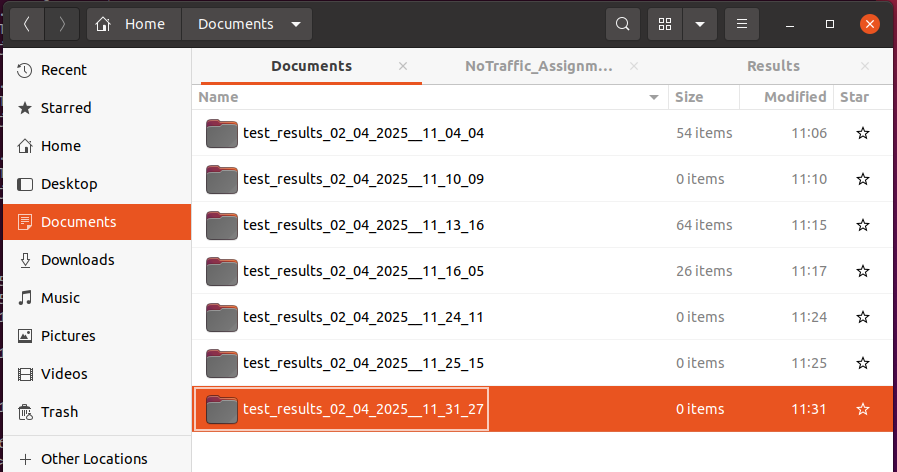 Home Documents
Documents NoTraffic_Assignm... Results
Name Size Modified Star
Recent
Starred
Home
Desktop
Documents
Downloads
Music
Pictures
Videos
Trash
Other Locations
test_results_02_04_2025__11_04_04 54 items 11:06
test_results_02_04_2025__11_10_09 0 items 11:10
test_results_02_04_2025__11_13_16 64 items 11:15
test_results_02_04_2025__11_16_05 26 items 11:17
test_results_02_04_2025__11_24_11 0 items 11:24
test_results_02_04_2025__11_25_15 0 items 11:25
test_results_02_04_2025__11_31_27 0 items 11:31